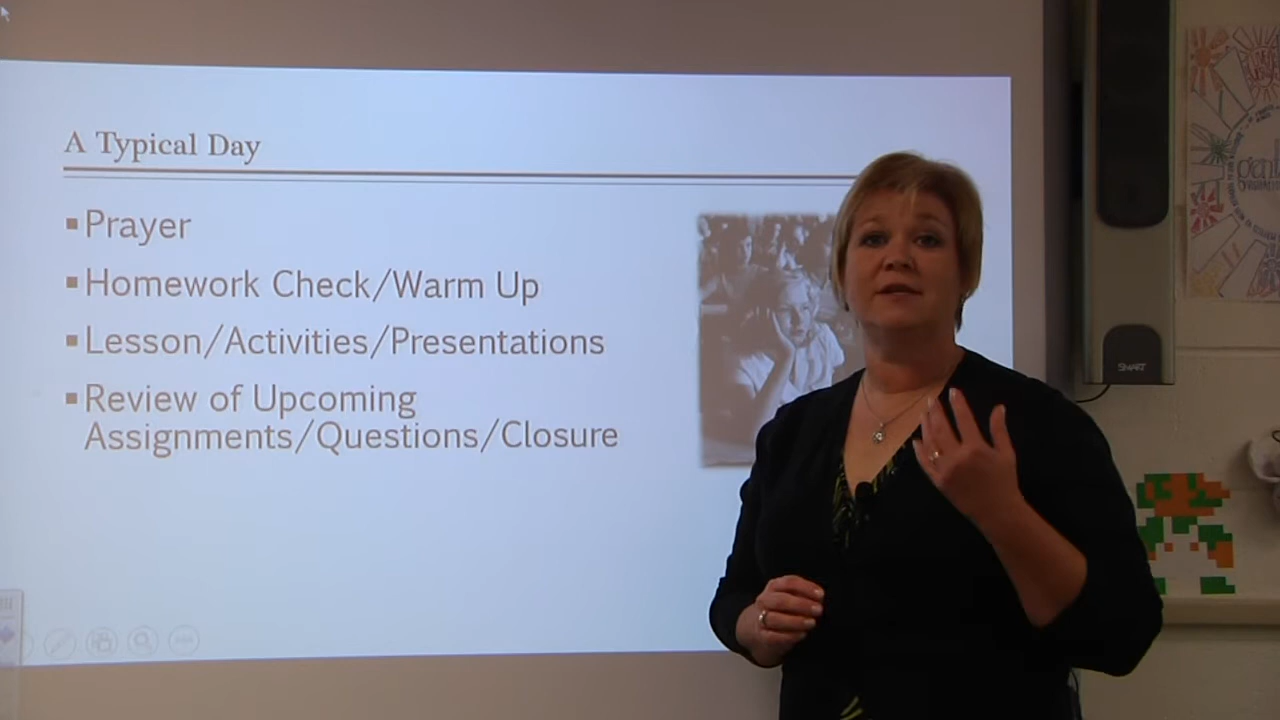 A Typical Day
▪Prayer
▪Homework Check/Warm Up
▪Lesson/Activities/Presentations
▪Review of Upcoming
Assignments/Questions/Closure
SMART